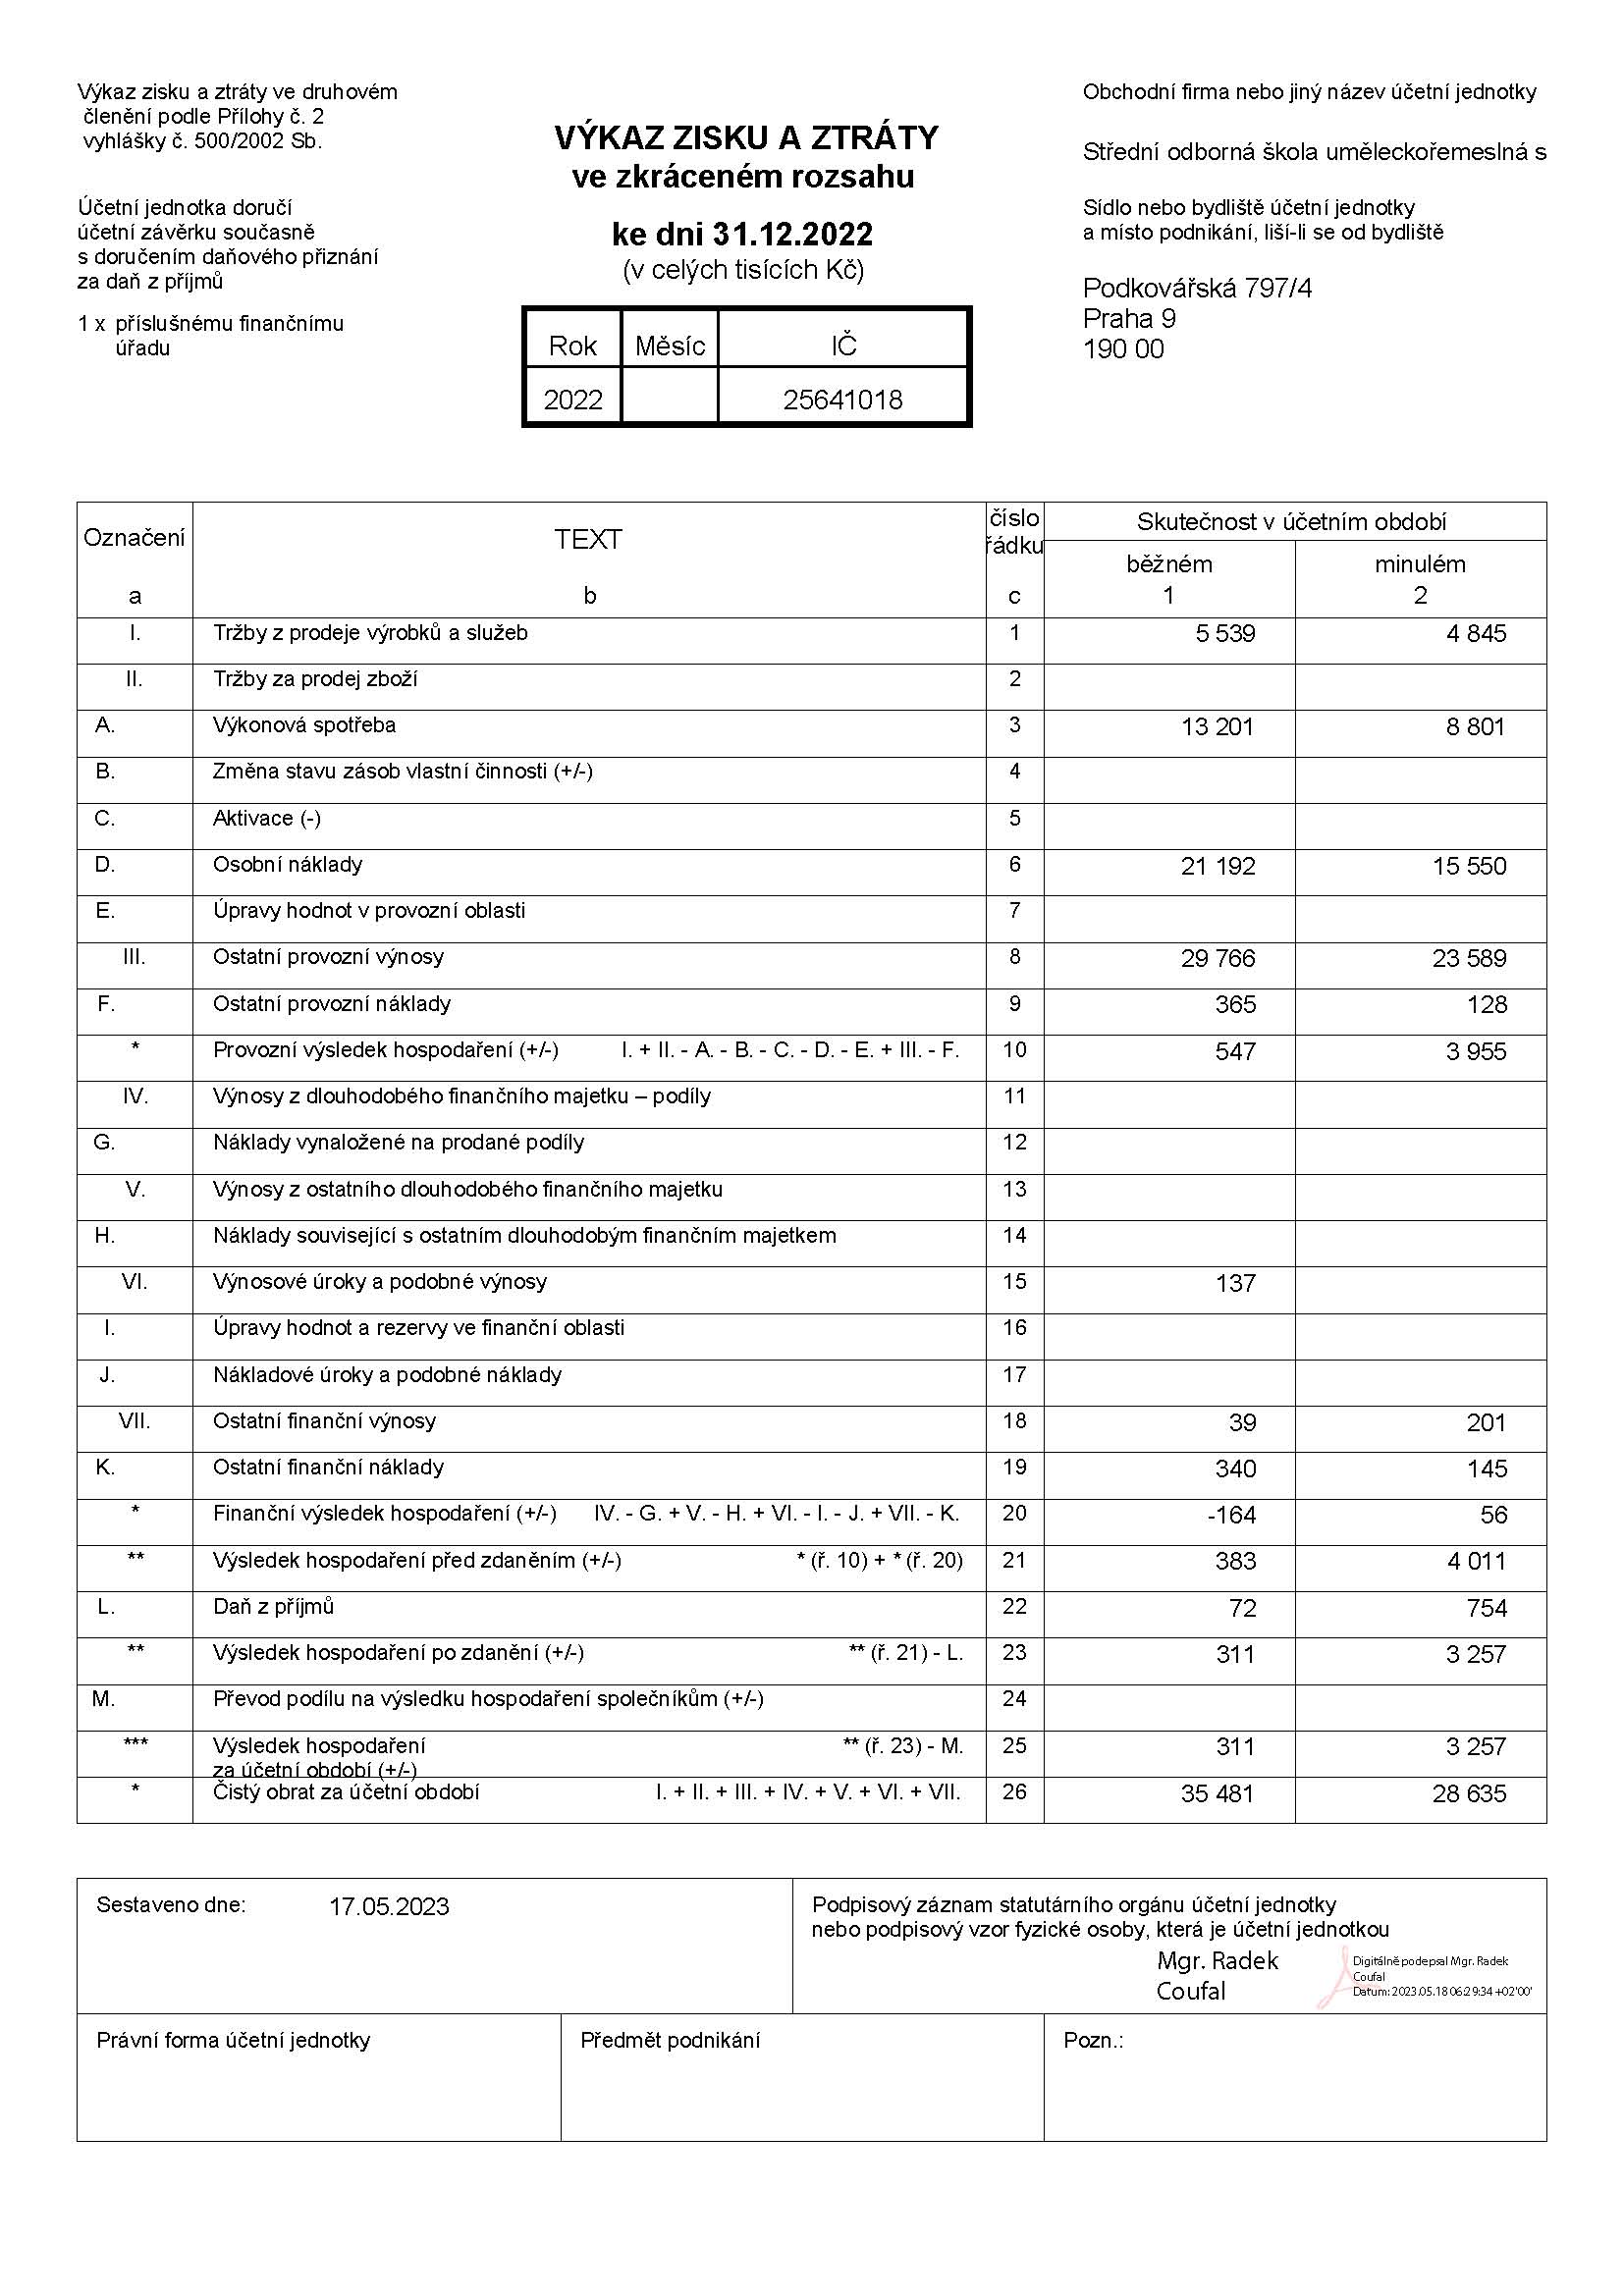 Výkaz zisku a ztráty ve druhovém
členění podle Přílohy č. 2
vyhlášky č. 500/2002 Sb.
Účetní jednotka doručí
účetní závěrku současně
s doručením daňového přiznání
za daň z příjmů
1 x příslušnému finančnímu
úřadu
VÝKAZ ZISKU A ZTRÁTY
ve zkráceném rozsahu
ke dni 31.12.2022
(v celých tisících Kč)
Rok Měsíc IČ
2022 25641018
Obchodní firma nebo jiný název účetní jednotky
Střední odborná škola uměleckořemeslná s
Sídlo nebo bydliště účetní jednotky
a místo podnikání, liší-li se od bydliště
Podkovářská 797/4
Praha 9
190 00
Označení TEXT číslo řádku Skutečnost v účetním období
běžném minulém
a b c 1 2
I. Tržby z prodeje výrobků a služeb 1 5 539 4 845
II. Tržby za prodej zboží 2
A. Výkonová spotřeba 3 13 201 8 801
B. Změna stavu zásob vlastní činnosti (+/-) 4
C. Aktivace (-) 5
D. Osobní náklady 6 21 192 15 550
E. Úpravy hodnot v provozní oblasti 7
III. Ostatní provozní výnosy 8 29 766 23 589
F. Ostatní provozní náklady 9 365 128
* Provozní výsledek hospodaření (+/-) I. + II. - A. - B. - C. - D. - E. + III. - F. 10 547 3 955
IV. Výnosy z dlouhodobého finančního majetku – podíly 11
G. Náklady vynaložené na prodané podíly 12
V. Výnosy z ostatního dlouhodobého finančního majetku 13
H. Náklady související s ostatním dlouhodobým finančním majetkem 14
VI. Výnosové úroky a podobné výnosy 15 137
I. Úpravy hodnot a rezervy ve finanční oblasti 16
J. Nákladové úroky a podobné náklady 17
VII. Ostatní finanční výnosy 18 39 201
K. Ostatní finanční náklady 19 340 145
* Finanční výsledek hospodaření (+/-) IV. - G. + V. - H. + VI. - I. - J. + VII. - K. 20 -164 56
** Výsledek hospodaření před zdaněním (+/-) * (ř. 10) + * (ř. 20) 21 383 4 011
L. Daň z příjmů 22 72 754
** Výsledek hospodaření po zdanění (+/-) ** (ř. 21) - L. 23 311 3 257
M. Převod podílu na výsledku hospodaření společníkům (+/-) 24
*** Výsledek hospodaření ** (ř. 23) - M. 25 311 3 257
za účetní období (+/-)
* Čistý obrat za účetní období I. + II. + III. + IV. + V. + VI. + VII. 26 35 481 28 635
Sestaveno dne: 17.05.2023
Podpisový záznam statutárního orgánu účetní jednotky
nebo podpisový vzor fyzické osoby, která je účetní jednotkou
Mgr. Radek
Coufal
Digitálně podepsal Mgr. Radek
Coufal
Datum: 2023.05.18 06:29:34 +02'00'
Právní forma účetní jednotky Předmět podnikání Pozn.: